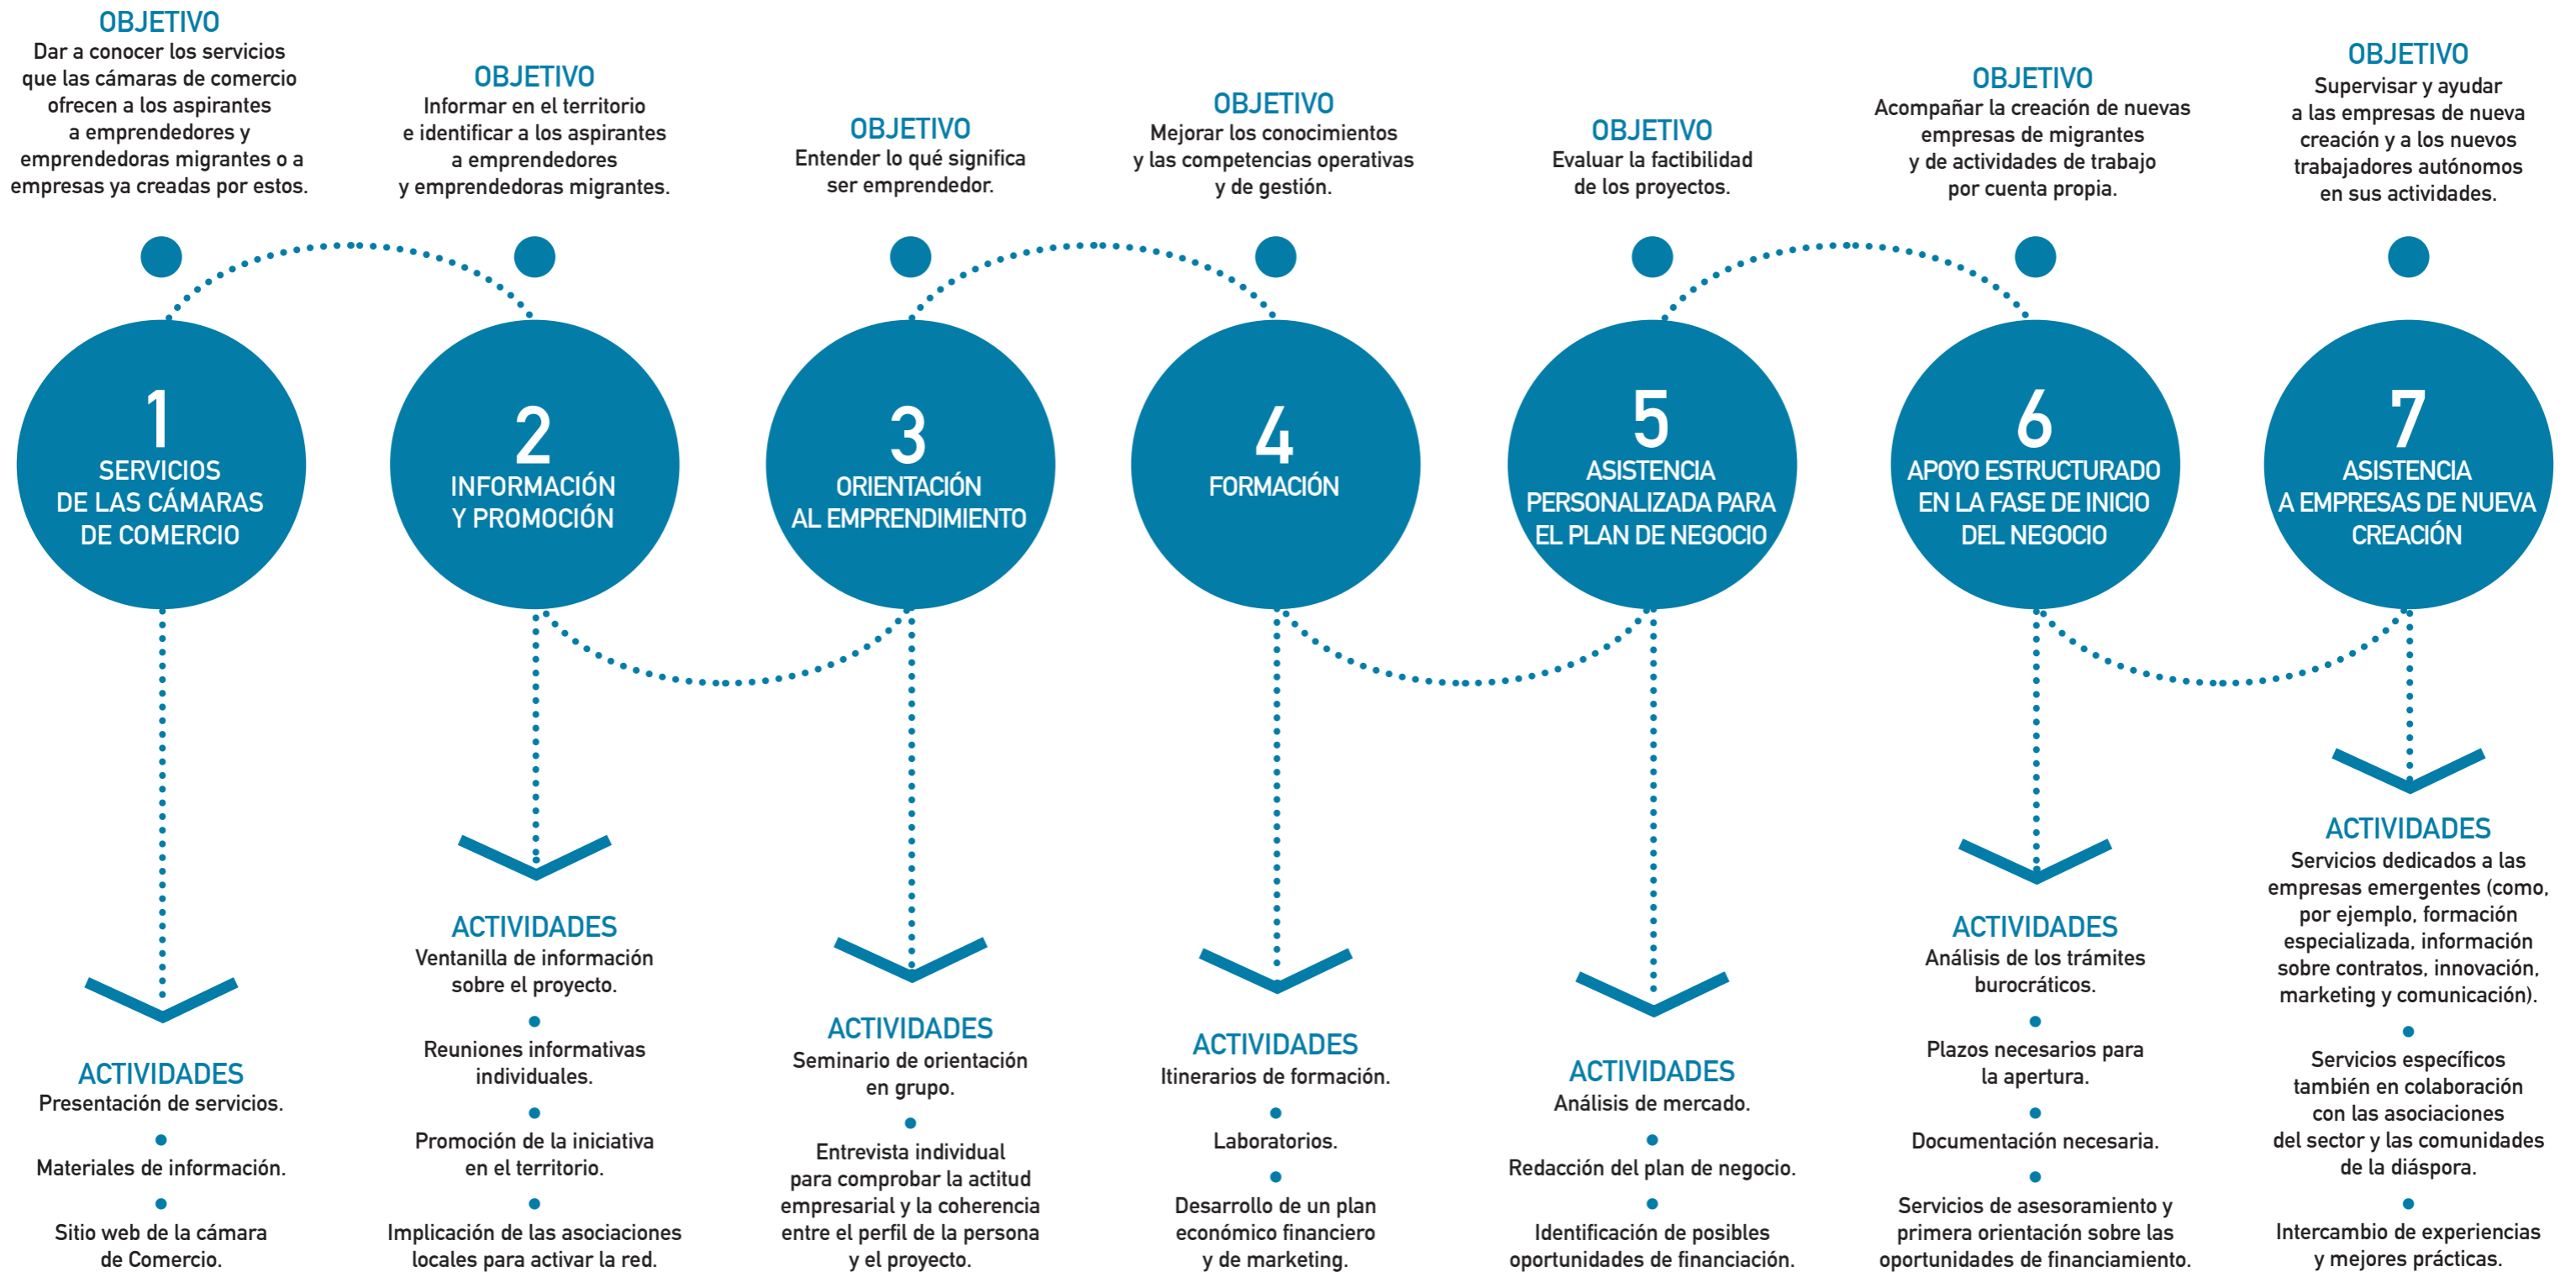 OBJETIVO
Dar a conocer los servicios
que las cámaras de comercio
ofrecen a los aspirantes
a emprendedores y
emprendedoras migrantes o a
empresas ya creadas por estos.
1
SERVICIOS
DE LAS CÁMARAS
DE COMERCIO
ACTIVIDADES
Presentación de servicios.
Materiales de información.
Sitio web de la cámara
de Comercio.
OBJETIVO
Informar en el territorio
e identificar a los aspirantes
a emprendedores
y emprendedoras migrantes.
2
INFORMACIÓN
Y PROMOCIÓN
ACTIVIDADES
Ventanilla de información
sobre el proyecto.
Reuniones informativas
individuales.
Promoción de la iniciativa
en el territorio.
Implicación de las asociaciones
locales para activar la red.
OBJETIVO
Entender lo qué significa
ser emprendedor.
3
ORIENTACIÓN
AL EMPRENDIMIENTO
ACTIVIDADES
Seminario de orientación
en grupo.
Entrevista individual
para comprobar la actitud
empresarial y la coherencia
entre el perfil de la persona
y el proyecto.
OBJETIVO
Mejorar los conocimientos
y las competencias operativas
y de gestión.
4
FORMACIÓN
ACTIVIDADES
Itinerarios de formación.
Laboratorios.
Desarrollo de un plan
económico financiero
y de marketing.
OBJETIVO
Evaluar la factibilidad
de los proyectos.
5
ASISTENCIA
PERSONALIZADA PARA
EL PLAN DE NEGOCIO
ACTIVIDADES
Análisis de mercado.
Redacción del plan de negocio.
Identificación de posibles
oportunidades de financiación.
OBJETIVO
Acompañar la creación de nuevas
empresas de migrantes
y de actividades de trabajo
por cuenta propia.
6
APOYO ESTRUCTURADO
EN LA FASE DE INICIO
DEL NEGOCIO
ACTIVIDADES
Análisis de los trámites
burocráticos.
Plazos necesarios para
la apertura.
Documentación necesaria.
Servicios de asesoramiento y
primera orientación sobre las
oportunidades de financiamiento.
OBJETIVO
Supervisar y ayudar
a las empresas de nueva
creación y a los nuevos
trabajadores autónomos
en sus actividades.
7
ASISTENCIA
A EMPRESAS DE NUEVA
CREACIÓN
ACTIVIDADES
Servicios dedicados a las
empresas emergentes (como,
por ejemplo, formación
especializada, información
sobre contratos, innovación,
marketing y comunicación).
Servicios específicos
también en colaboración
con las asociaciones
del sector y las comunidades
de la diáspora.
Intercambio de experiencias
y mejores prácticas.